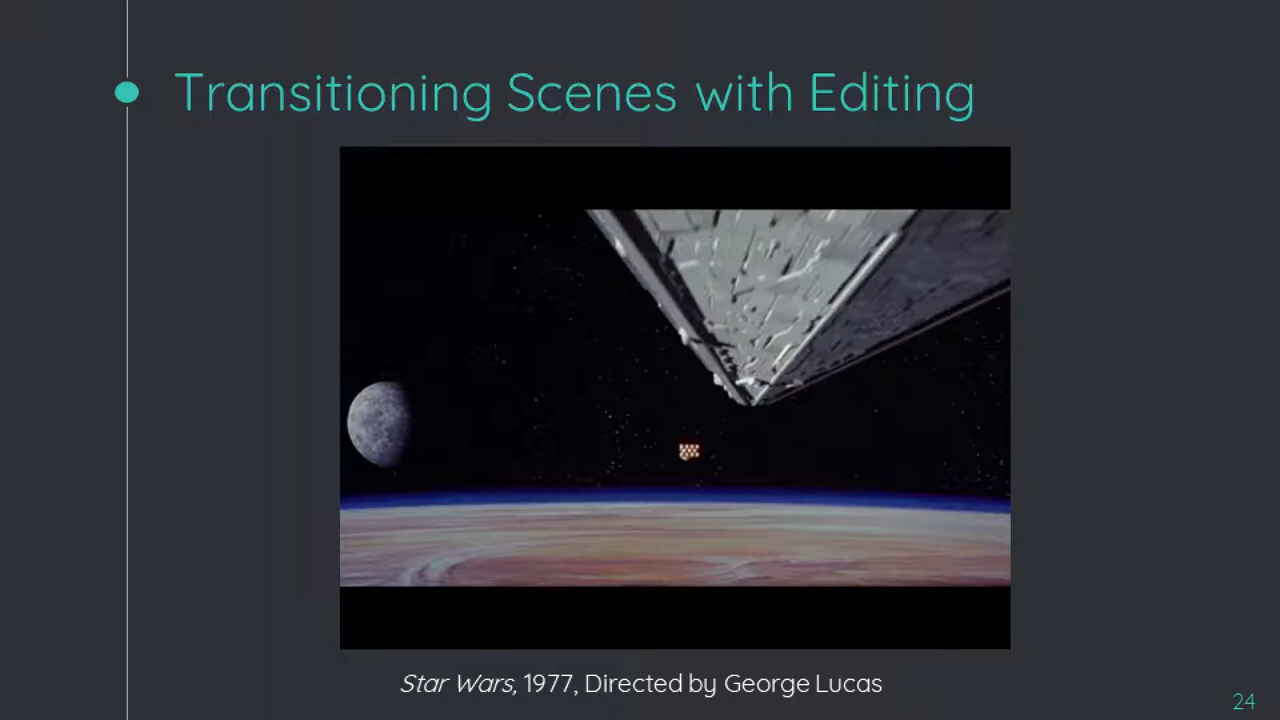 Transitioning Scenes with Editing
Star Wars, 1977, Directed by George Lucas
24